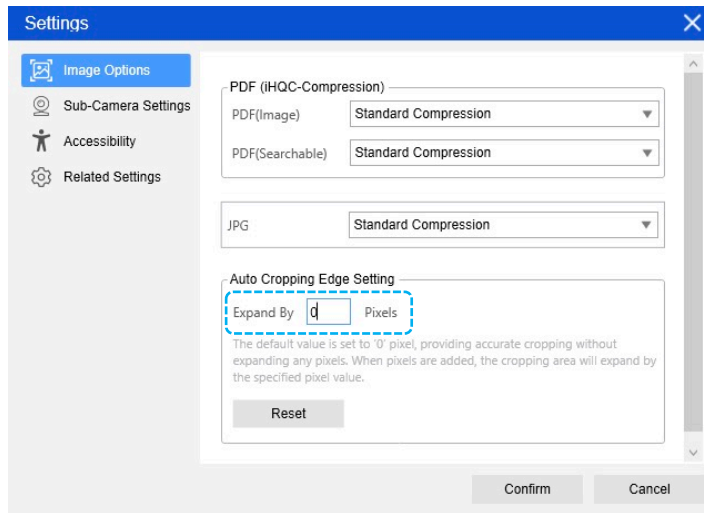 Settings
Image Options
Sub-Camera Settings
Accessibility
Related Settings
PDF (iHQC-Compression)
PDF(Image) Standard Compression
PDF(Searchable) Standard Compression
JPG Standard Compression
Auto Cropping Edge Setting
Expand By 0 Pixels
The default value is set to '0' pixel, providing accurate cropping without
expanding any pixels. When pixels are added, the cropping area will expand by
the specified pixel value.
Reset
Confirm Cancel